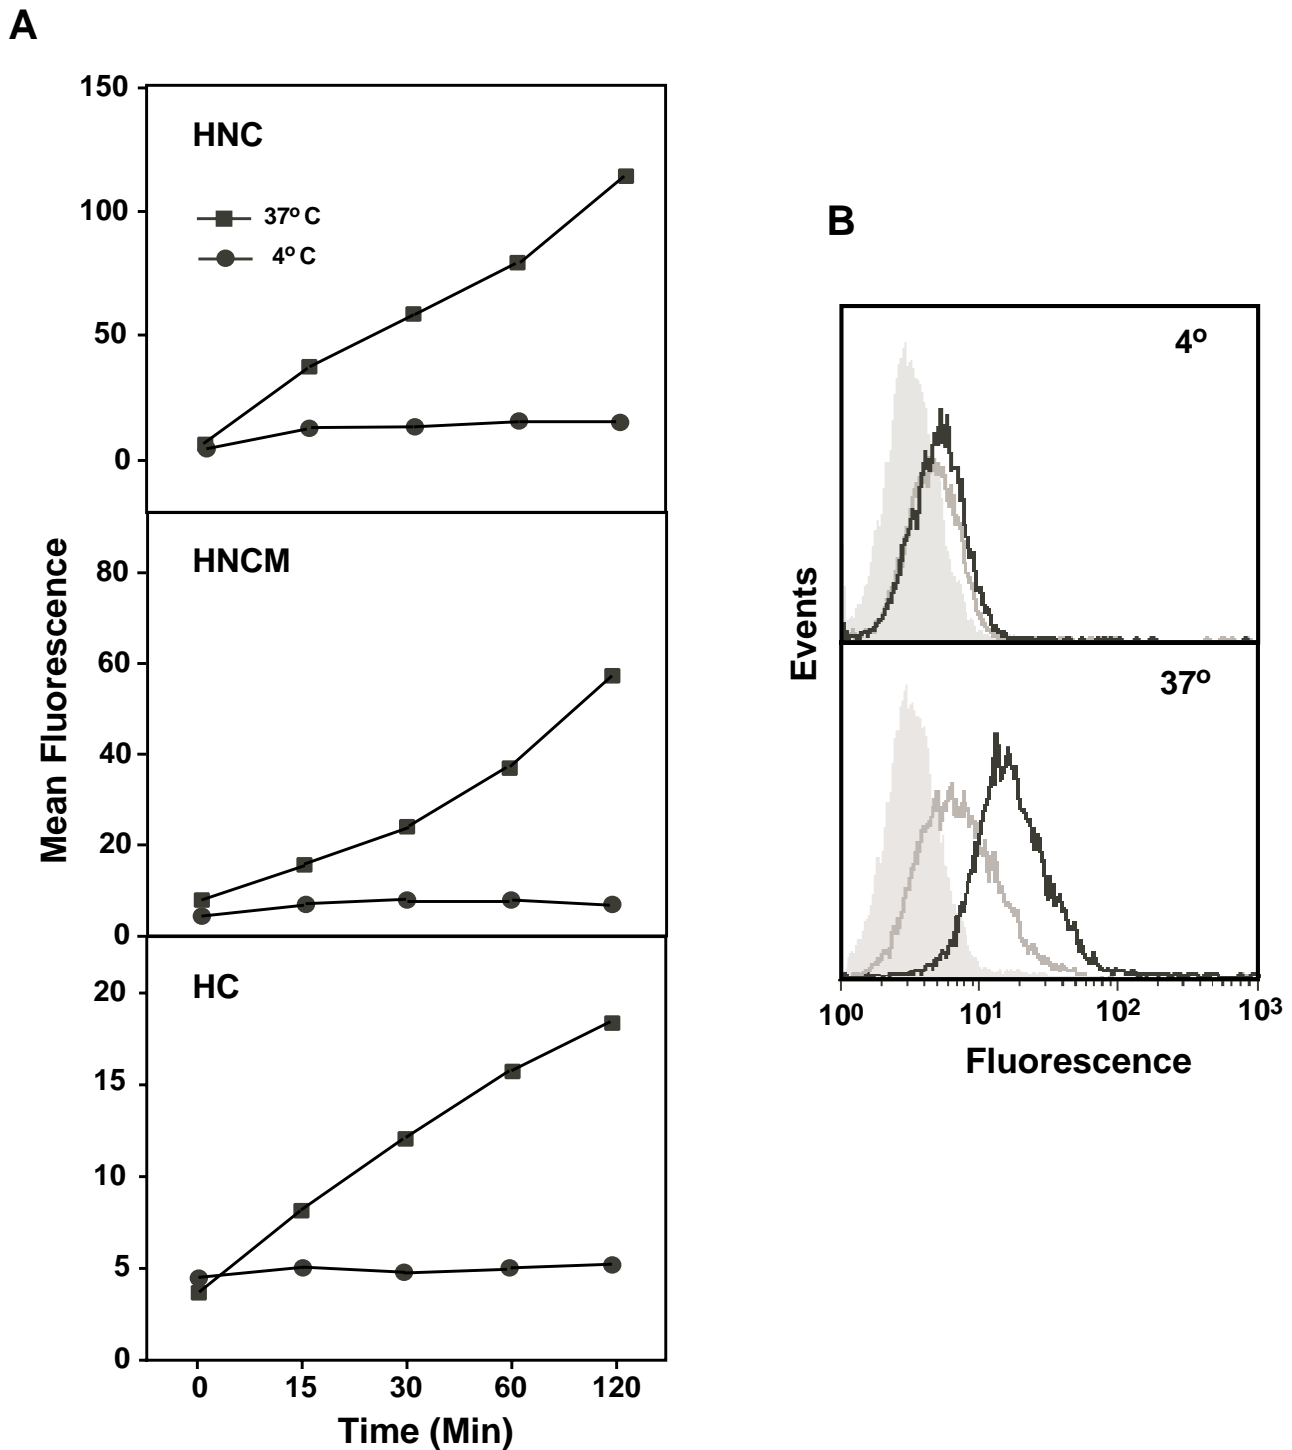 A
150
HNC
37º C
4º C
100
50
0
HNCM
80
60
40
20
0
Mean Fluorescence
HC
20
15
10
5
0
0 15 30 60 120
Time (Min)
B
4º
37º
Events
10⁰ 10¹ 10² 10³
Fluorescence